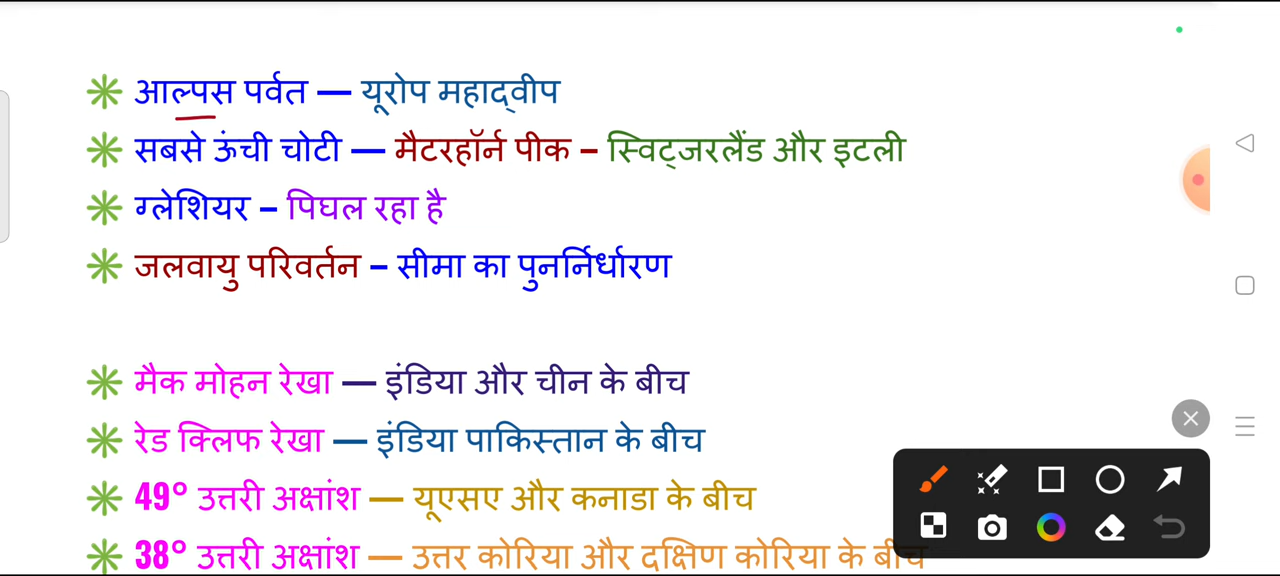 आल्पस पर्वत — यूरोप महाद्वीप
सबसे ऊंची चोटी — मैटरहॉर्न पीक – स्विट्जरलैंड और इटली
ग्लेशियर – पिघल रहा है
जलवायु परिवर्तन – सीमा का पुनर्निर्धारण
मैक मोहन रेखा — इंडिया और चीन के बीच
रेड क्लिफ रेखा — इंडिया पाकिस्तान के बीच
49° उत्तरी अक्षांश — यूएसए और कनाडा के बीच
38° उत्तरी अक्षांश — उत्तर कोरिया और दक्षिण कोरिया के बीच